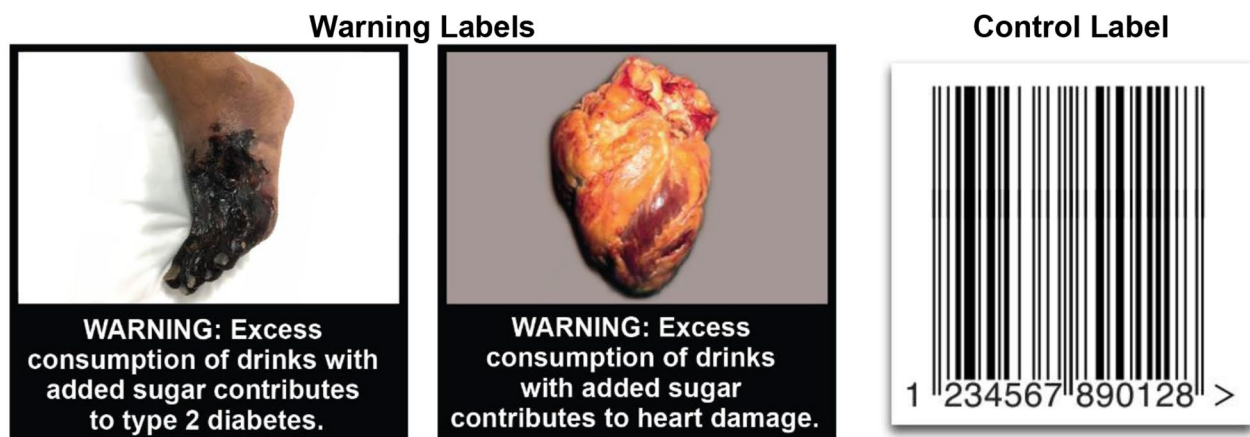 Warning Labels
Control Label
WARNING: Excess
consumption of drinks with
added sugar contributes
to type 2 diabetes.
WARNING: Excess
consumption of drinks
with added sugar
contributes to heart damage.
1 234567 890128 >